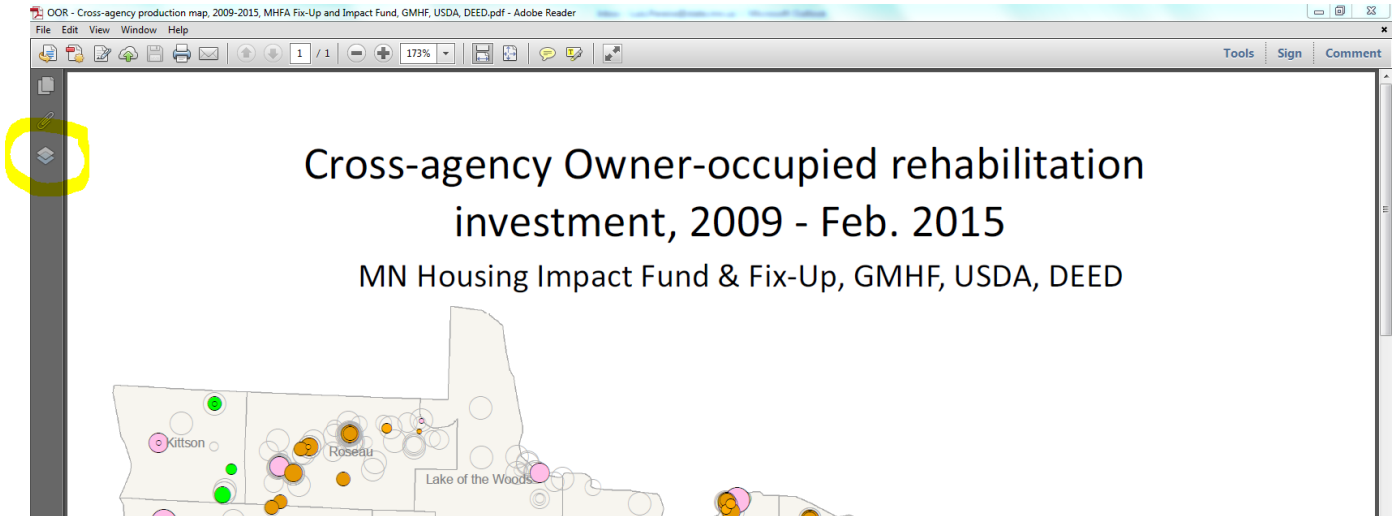 OOR - Cross-agency production map, 2009-2015, MHFA Fix-Up and Impact Fund, GMHF, USDA, DEED.pdf - Adobe Reader
File Edit View Window Help
1 / 1 173% Tools Sign Comment
Cross-agency Owner-occupied rehabilitation
investment, 2009 - Feb. 2015
MN Housing Impact Fund & Fix-Up, GMHF, USDA, DEED
Kittson
Roseau
Lake of the Woods